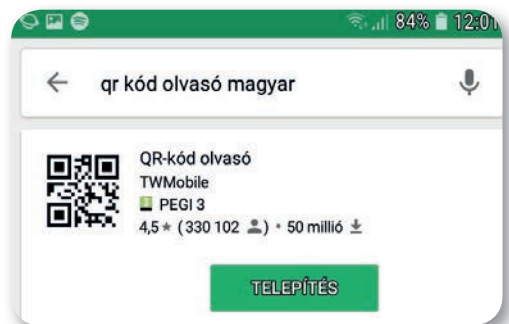 84% 12:01
qr kód olvasó magyar
QR-kód olvasó
TWMobile
PEGI 3
4,5 ★ (330 102) • 50 millió
TELEPÍTÉS